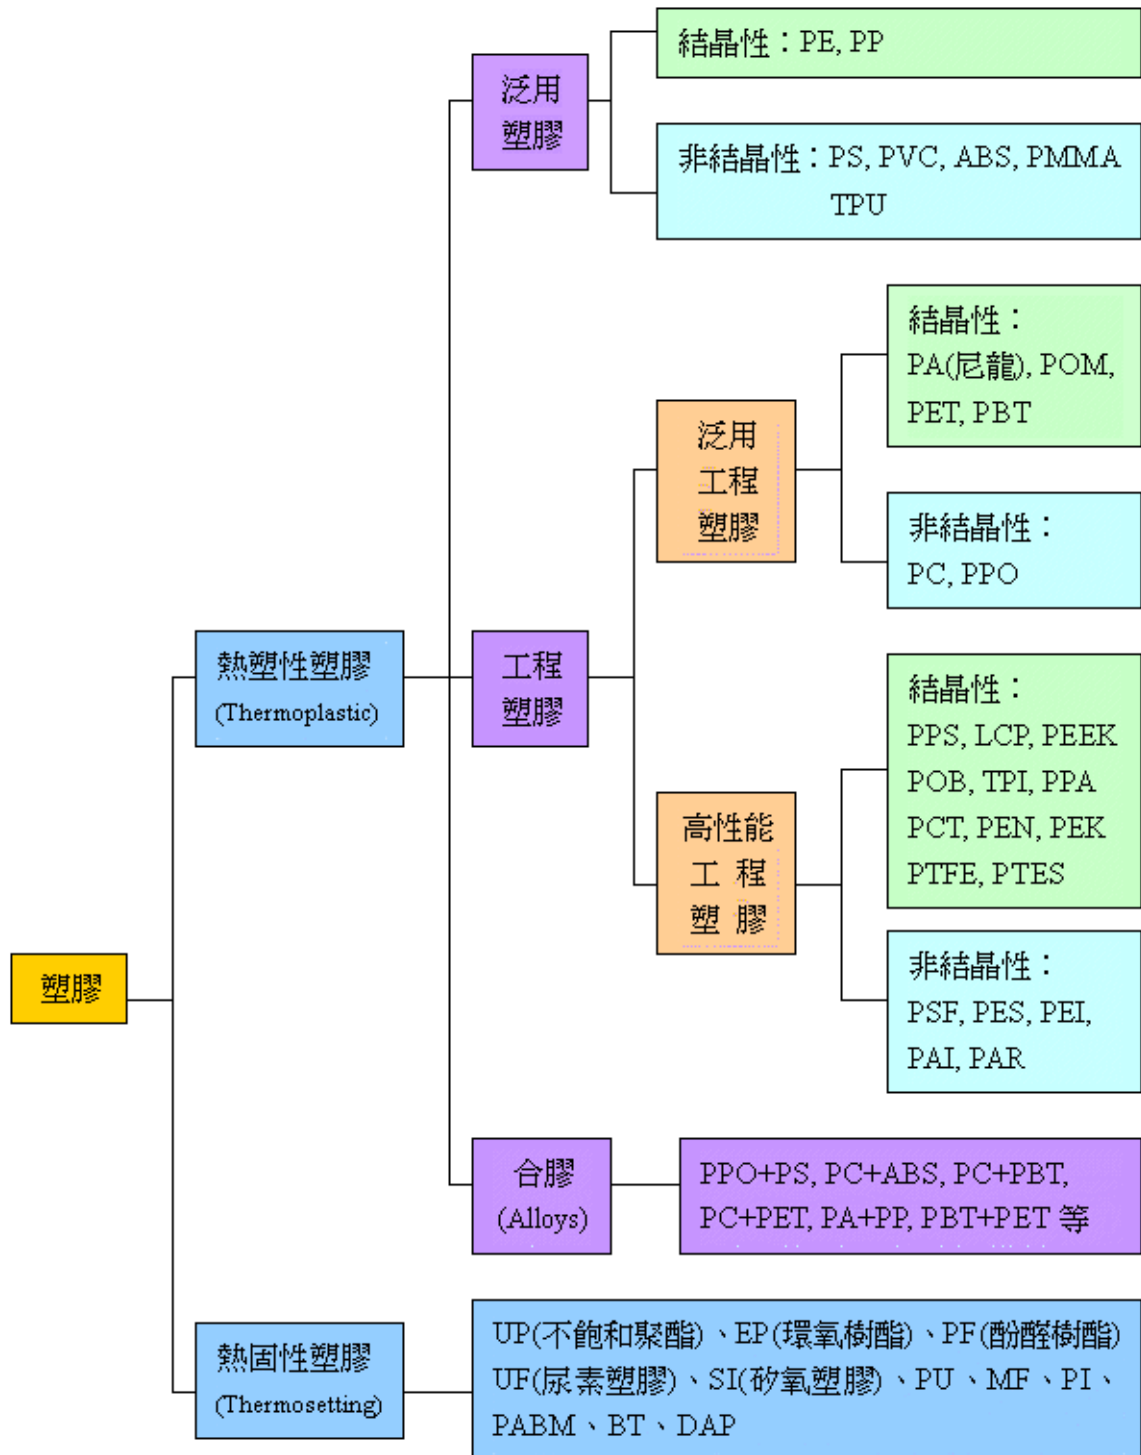 結晶性：PE, PP
泛用
塑膠
非結晶性：PS, PVC, ABS, PMMA
TPU
結晶性：
PA(尼龍), POM,
PET, PBT
泛用
工程
塑膠
非結晶性：
PC, PPO
熱塑性塑膠
(Thermoplastic)
工程
塑膠
結晶性：
PPS, LCP, PEEK
POB, TPI, PPA
PCT, PEN, PEK
PTFE, PTES
高性能
工 程
塑 膠
非結晶性：
PSF, PES, PEI,
PAI, PAR
塑膠
合膠
(Alloys)
PPO+PS, PC+ABS, PC+PBT,
PC+PET, PA+PP, PBT+PET 等
熱固性塑膠
(Thermosetting)
UP(不飽和聚酯)、EP(環氧樹酯)、PF(酚醛樹酯)
UF(尿素塑膠)、SI(矽氧塑膠)、PU、MF、PI、
PABM、BT、DAP